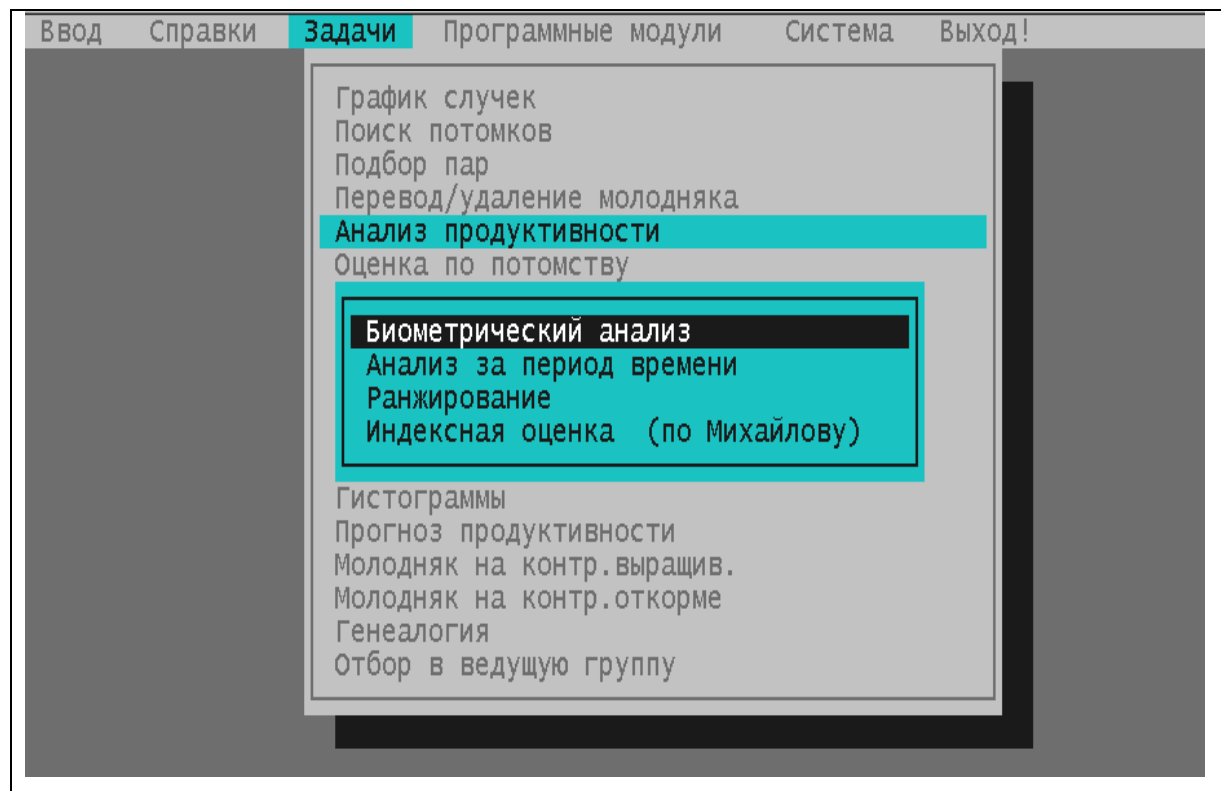 Ввод Справки Задачи Программные модули Система Выход!
График случек
Поиск потомков
Подбор пар
Перевод/удаление молодняка
Анализ продуктивности
Оценка по потомству
Биометрический анализ
Анализ за период времени
Ранжирование
Индексная оценка (по Михайлову)
Гистограммы
Прогноз продуктивности
Молодняк на контр.выращив.
Молодняк на контр.откорме
Генеалогия
Отбор в ведущую группу